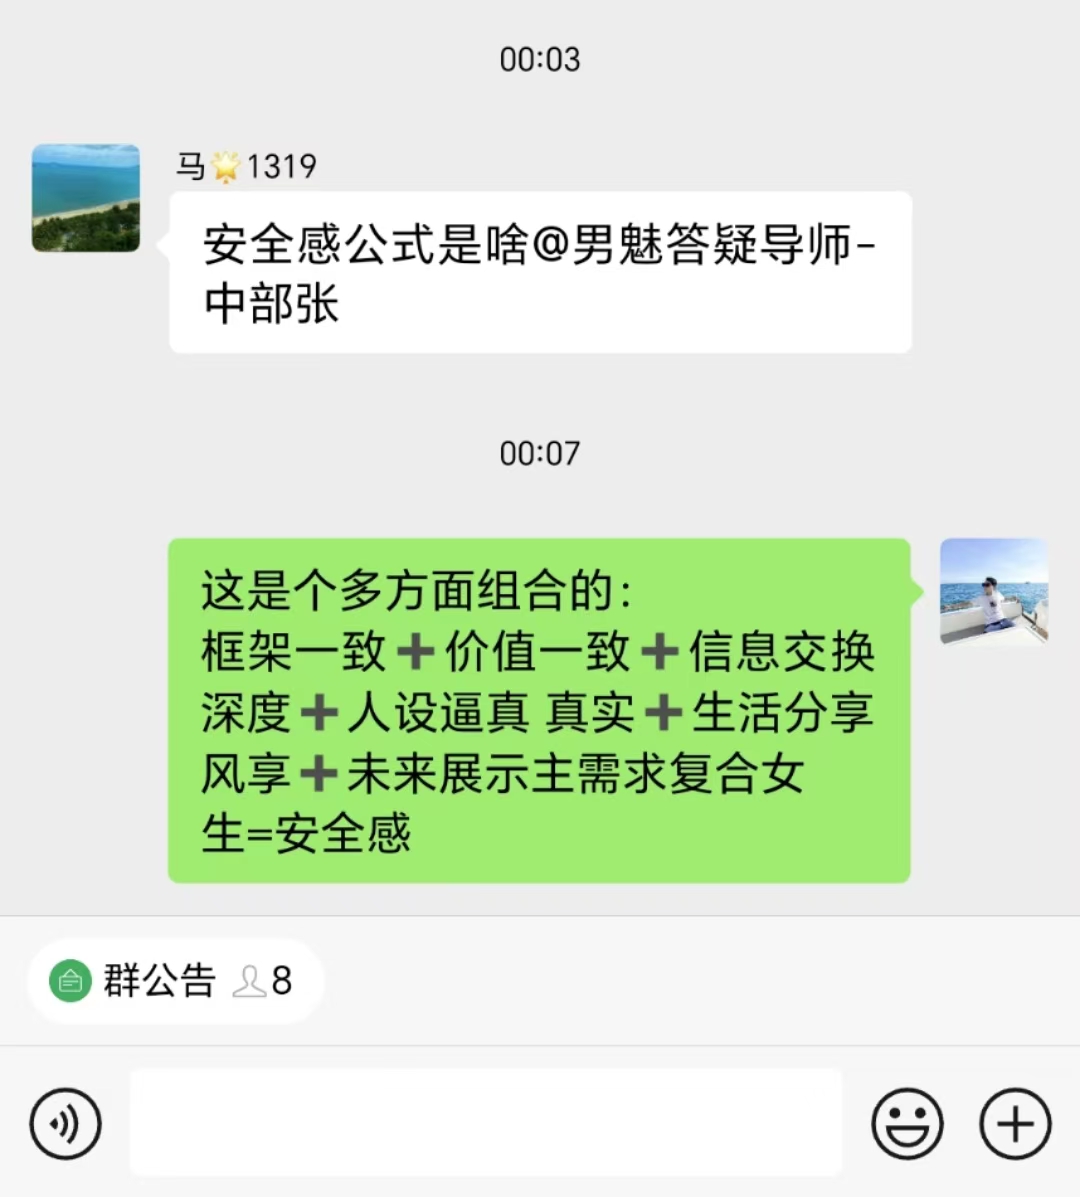 00:03
马🌟1319
安全感公式是啥@男魅答疑导师-
中部张
00:07
这是个多方面组合的:
框架一致➕价值一致➕信息交换
深度➕人设逼真 真实➕生活分享
风享➕未来展示主需求复合女
生=安全感
群公告 8